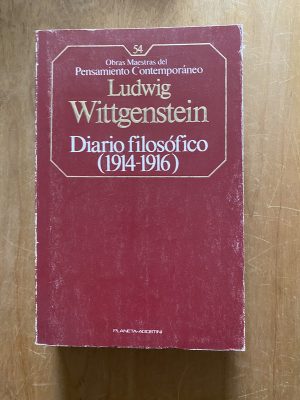 54
Obras Maestras del
Pensamiento Contemporáneo
Ludwig
Wittgenstein
Diario filosófico
(1914-1916)
PLANETA-AGOSTINI